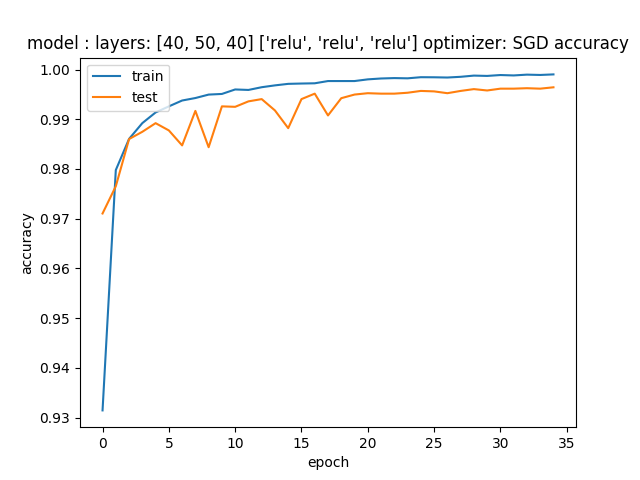 model : layers: [40, 50, 40] ['relu', 'relu', 'relu'] optimizer: SGD accuracy
train
test
1.00
0.99
0.98
0.97
0.96
0.95
0.94
0.93
accuracy
0 5 10 15 20 25 30 35
epoch